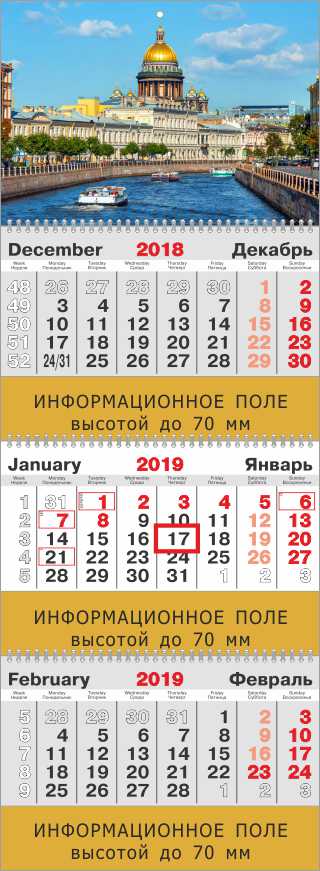 December 2018 Декабрь
Week Неделя Monday Понедельник Tuesday Вторник Wednesday Среда Thursday Четверг Friday Пятница Saturday Суббота Sunday Воскресенье
48 26 27 28 29 30 1 2
49 3 4 5 6 7 8 9
50 10 11 12 13 14 15 16
51 17 18 19 20 21 22 23
52 24/31 25 26 27 28 29 30
ИНФОРМАЦИОННОЕ ПОЛЕ
высотой до 70 мм
January 2019 Январь
Week Неделя Monday Понедельник Tuesday Вторник Wednesday Среда Thursday Четверг Friday Пятница Saturday Суббота Sunday Воскресенье
1 31 1 2 3 4 5 6
2 7 8 9 10 11 12 13
3 14 15 16 17 18 19 20
4 21 22 23 24 25 26 27
5 28 29 30 31 1 2 3
ИНФОРМАЦИОННОЕ ПОЛЕ
высотой до 70 мм
February 2019 Февраль
Week Неделя Monday Понедельник Tuesday Вторник Wednesday Среда Thursday Четверг Friday Пятница Saturday Суббота Sunday Воскресенье
5 28 29 30 31 1 2 3
6 4 5 6 7 8 9 10
7 11 12 13 14 15 16 17
8 18 19 20 21 22 23 24
9 25 26 27 28 1 2 3
ИНФОРМАЦИОННОЕ ПОЛЕ
высотой до 70 мм